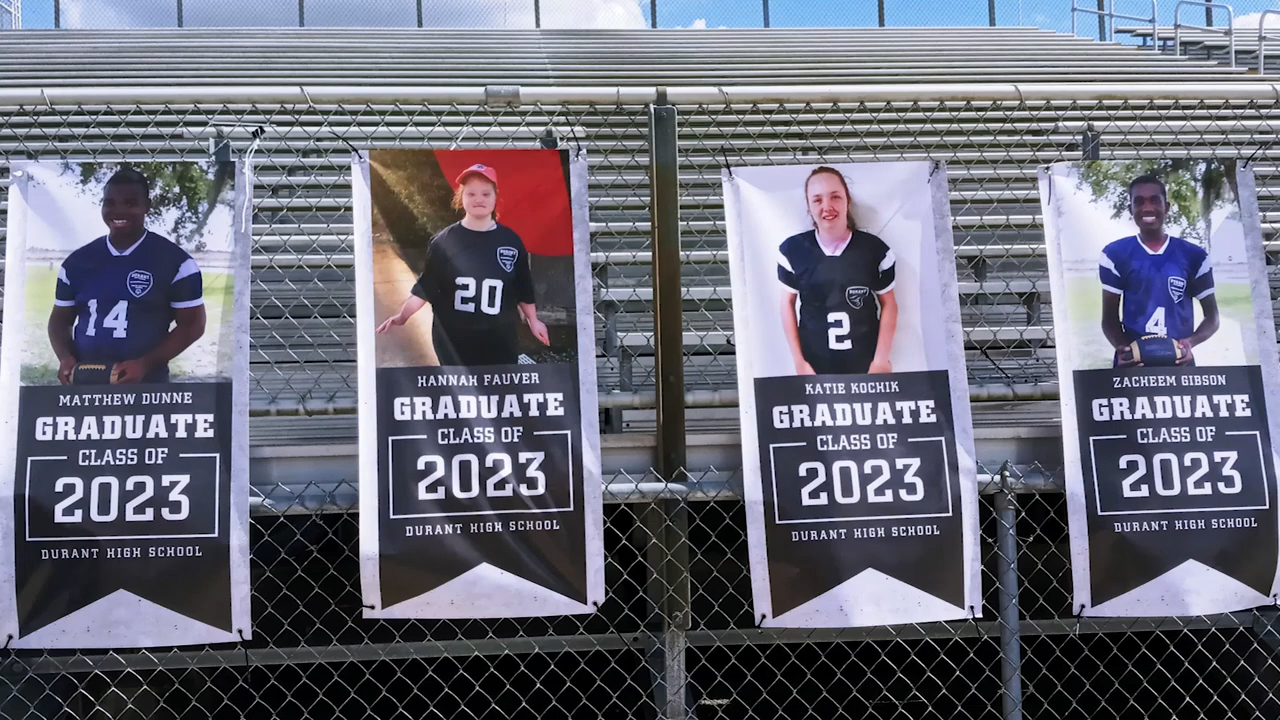 14
MATTHEW DUNNE
GRADUATE
CLASS OF
2023
DURANT HIGH SCHOOL
20
HANNAH FAUVER
GRADUATE
CLASS OF
2023
DURANT HIGH SCHOOL
DURANT
2
KATIE KOCHIK
GRADUATE
CLASS OF
2023
DURANT HIGH SCHOOL
4
ZACHEEM GIBSON
GRADUATE
CLASS OF
2023
DURANT HIGH SCHOOL